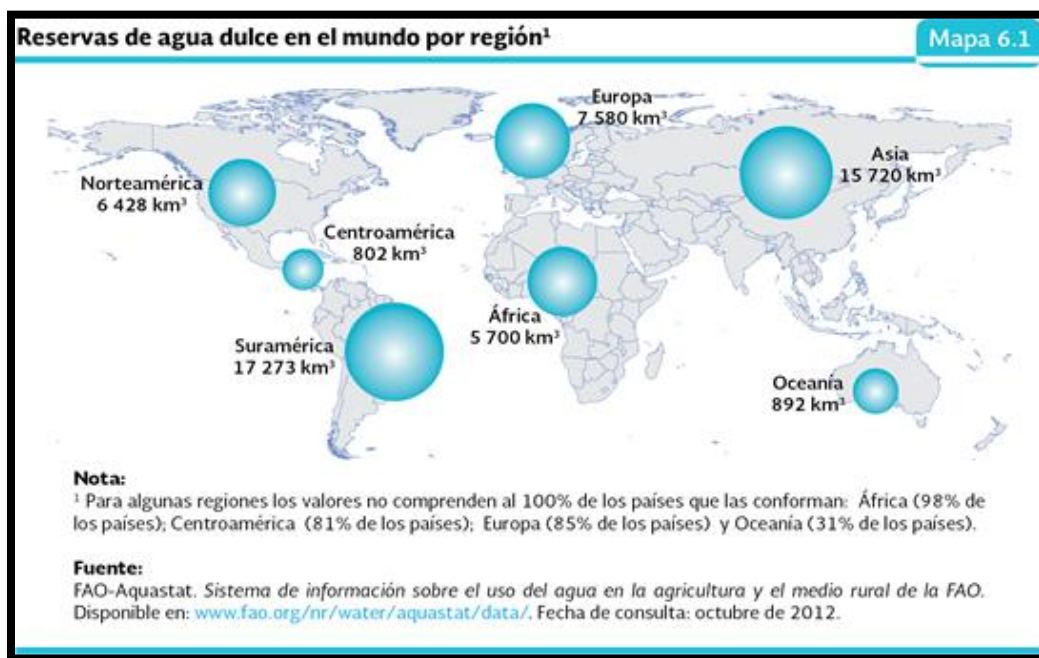 Reservas de agua dulce en el mundo por región¹
Mapa 6.1
Europa
7 580 km³
Asia
15 720 km³
Norteamérica
6 428 km³
Centroamérica
802 km³
África
5 700 km³
Suramérica
17 273 km³
Oceanía
892 km³
Nota:
¹ Para algunas regiones los valores no comprenden al 100% de los países que las conforman: África (98% de
los países); Centroamérica (81% de los países); Europa (85% de los países) y Oceanía (31% de los países).
Fuente:
FAO-Aquastat. Sistema de información sobre el uso del agua en la agricultura y el medio rural de la FAO.
Disponible en: www.fao.org/nr/water/aquastat/data/. Fecha de consulta: octubre de 2012.